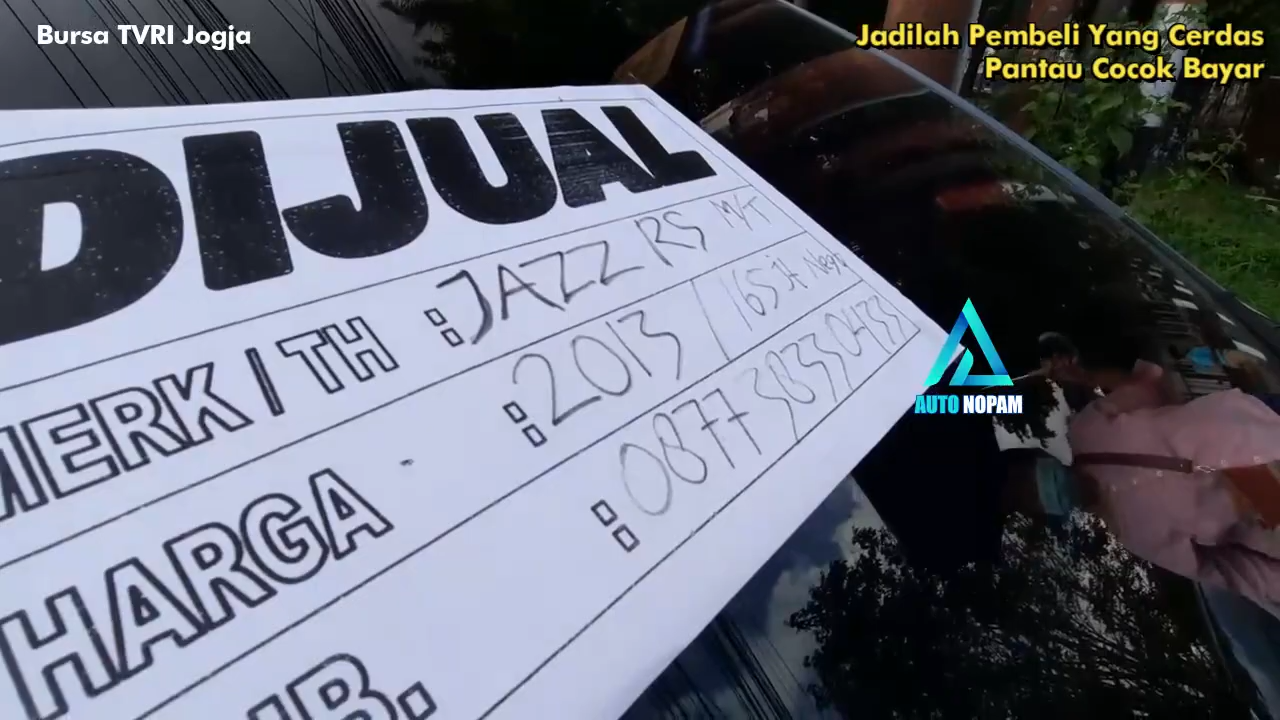 Bursa TVRI Jogja
Jadilah Pembeli Yang Cerdas
Pantau Cocok Bayar
DIJUAL
MERK / TH : JAZZ RS M/T
HARGA : 2013 / 165 jt Nego
UB. : 0877 3833 0433
AUTO NOPAM